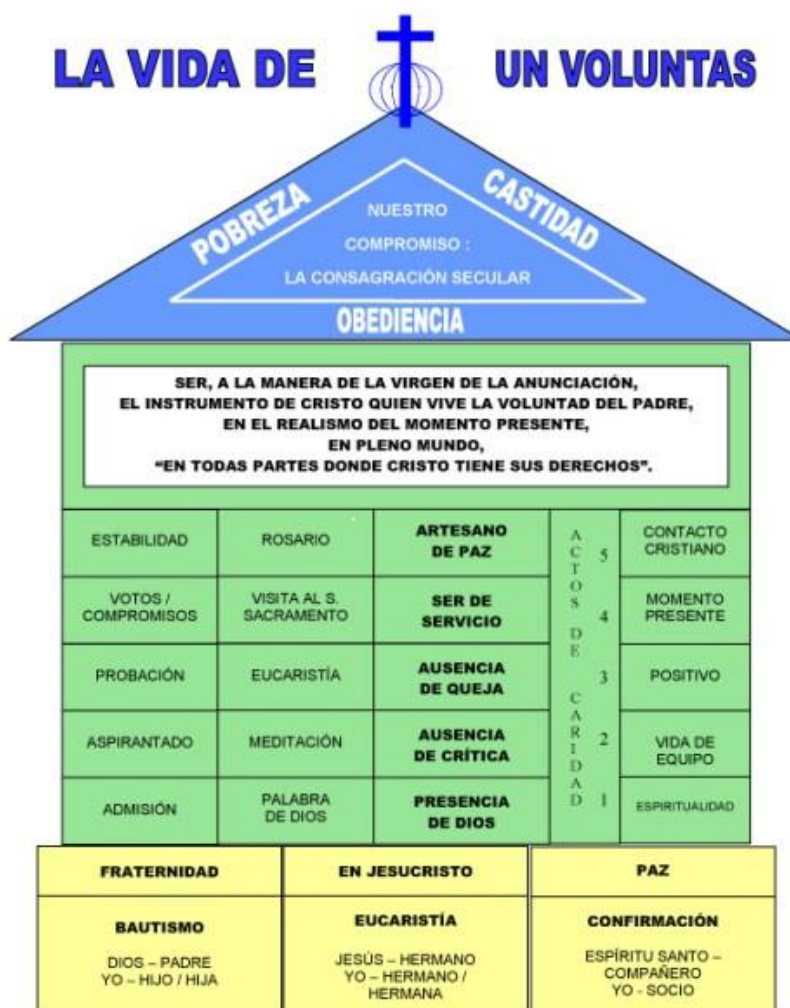 LA VIDA DE UN VOLUNTAS
POBREZA
CASTIDAD
NUESTRO
COMPROMISO :
LA CONSAGRACIÓN SECULAR
OBEDIENCIA
SER, A LA MANERA DE LA VIRGEN DE LA ANUNCIACIÓN,
EL INSTRUMENTO DE CRISTO QUIEN VIVE LA VOLUNTAD DEL PADRE,
EN EL REALISMO DEL MOMENTO PRESENTE,
EN PLENO MUNDO,
“EN TODAS PARTES DONDE CRISTO TIENE SUS DERECHOS”.
ESTABILIDAD
ROSARIO
ARTESANO
DE PAZ
ACTOS DE CARIDAD
5
CONTACTO
CRISTIANO
VOTOS /
COMPROMISOS
VISITA AL S.
SACRAMENTO
SER DE
SERVICIO
4
MOMENTO
PRESENTE
PROBACIÓN
EUCARISTÍA
AUSENCIA
DE QUEJA
3
POSITIVO
ASPIRANTADO
MEDITACIÓN
AUSENCIA
DE CRÍTICA
2
VIDA DE
EQUIPO
ADMISIÓN
PALABRA
DE DIOS
PRESENCIA
DE DIOS
1
ESPIRITUALIDAD
FRATERNIDAD
EN JESUCRISTO
PAZ
BAUTISMO
DIOS – PADRE
YO – HIJO / HIJA
EUCARISTÍA
JESÚS – HERMANO
YO – HERMANO /
HERMANA
CONFIRMACIÓN
ESPÍRITU SANTO –
COMPAÑERO
YO - SOCIO